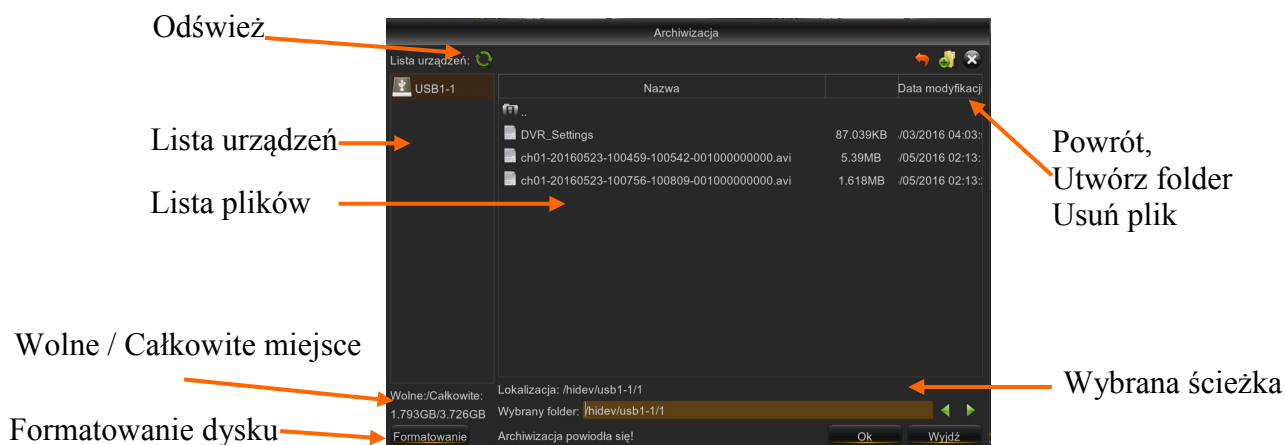 Odśwież
Archiwizacja
Lista urządzeń:
USB1-1
Nazwa
Data modyfikacji
..
DVR_Settings 87.039KB /03/2016 04:03:
ch01-20160523-100459-100542-001000000000.avi 5.39MB /05/2016 02:13:
ch01-20160523-100756-100809-001000000000.avi 1.618MB /05/2016 02:13:
Lista urządzeń
Lista plików
Powrót,
Utwórz folder
Usuń plik
Wolne / Całkowite miejsce
Wolne:/Całkowite:
1.793GB/3.726GB
Lokalizacja: /hidev/usb1-1/1
Wybrany folder: /hidev/usb1-1/1
Wybrana ścieżka
Formatowanie dysku
Formatowanie
Archiwizacja powiodła się!
Ok
Wyjdź